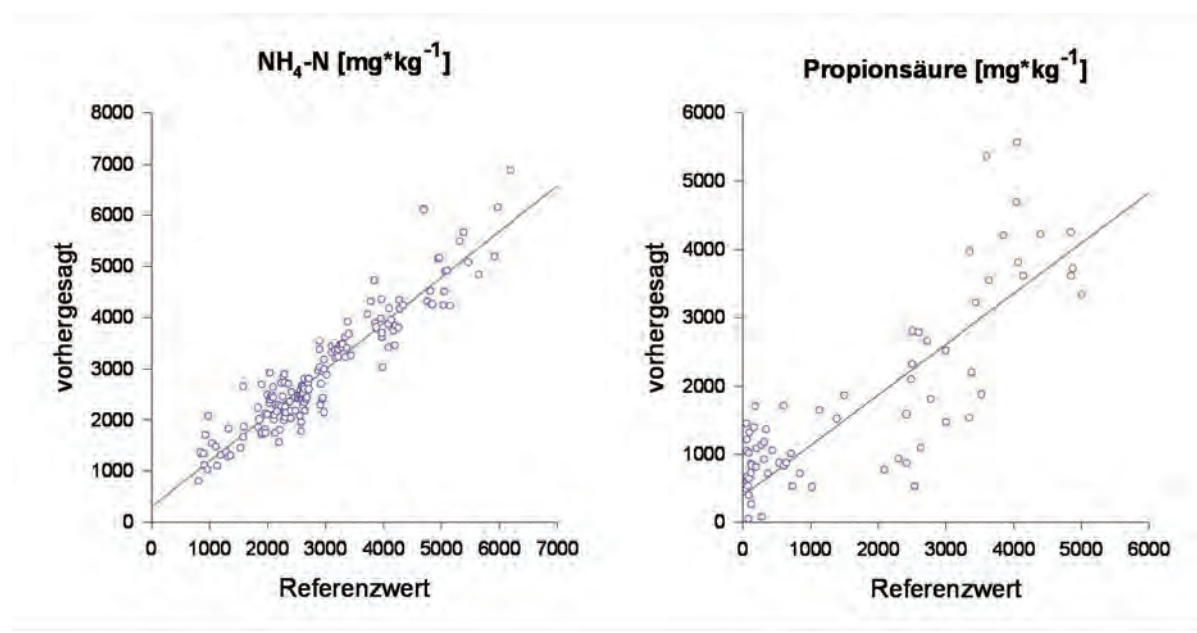 NH₄-N [mg*kg⁻¹]
8000
7000
6000
5000
4000
3000
2000
1000
0
vorhergesagt
0 1000 2000 3000 4000 5000 6000 7000
Referenzwert
Propionsäure [mg*kg⁻¹]
6000
5000
4000
3000
2000
1000
0
vorhergesagt
0 1000 2000 3000 4000 5000 6000
Referenzwert